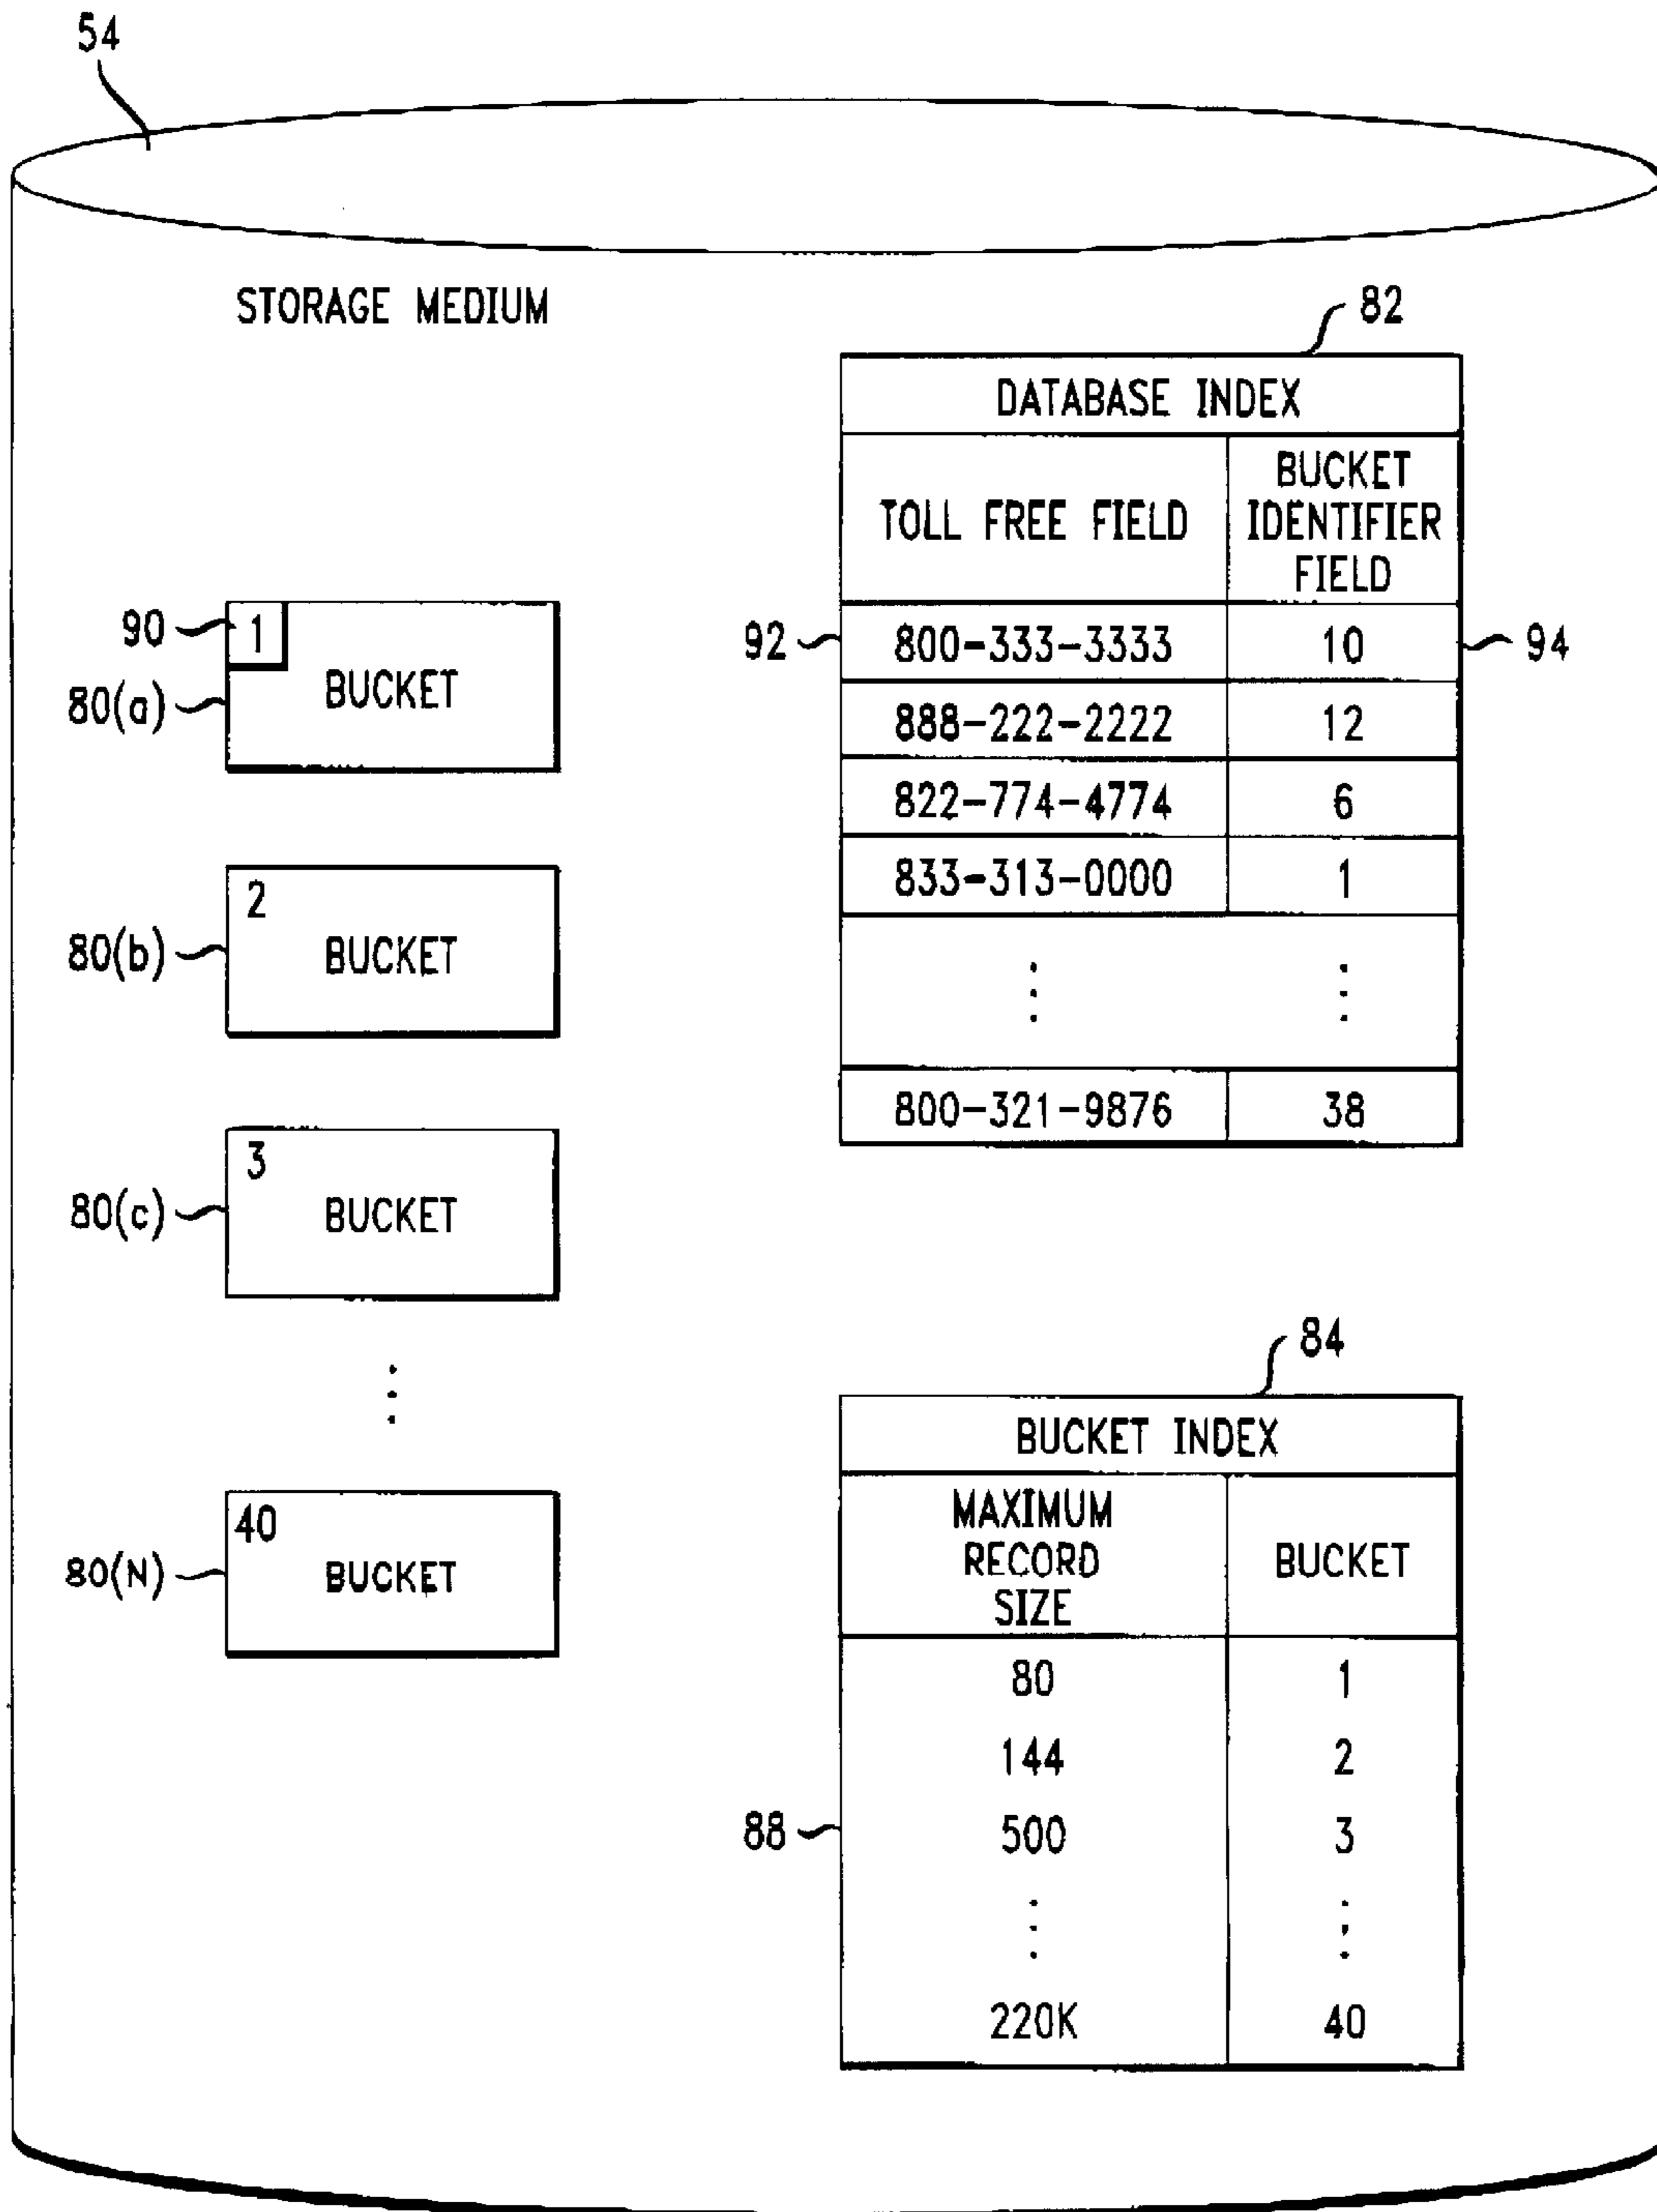 54
STORAGE MEDIUM
90
1
80(a)
BUCKET
2
80(b)
BUCKET
3
80(c)
BUCKET
40
80(N)
BUCKET
82
DATABASE INDEX
TOLL FREE FIELD
BUCKET
IDENTIFIER
FIELD
92
800-333-3333 10
94
888-222-2222 12
822-774-4774 6
833-313-0000 1
800-321-9876 38
84
BUCKET INDEX
MAXIMUM
RECORD
SIZE
BUCKET
80 1
144 2
88
500 3
220K 40